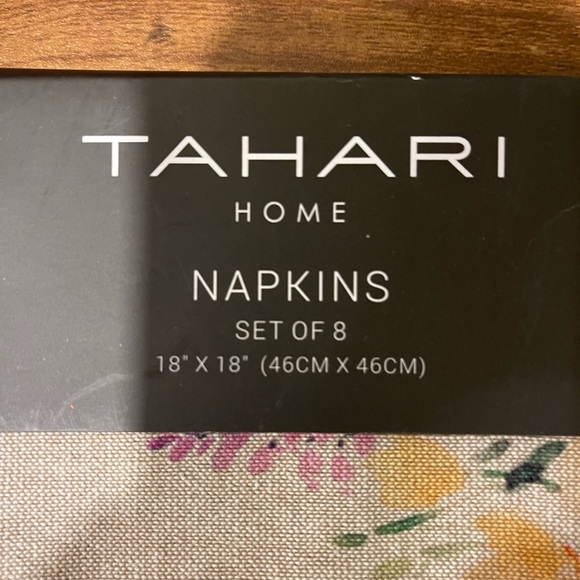 TAHARI
HOME
NAPKINS
SET OF 8
18" X 18" (46CM X 46CM)